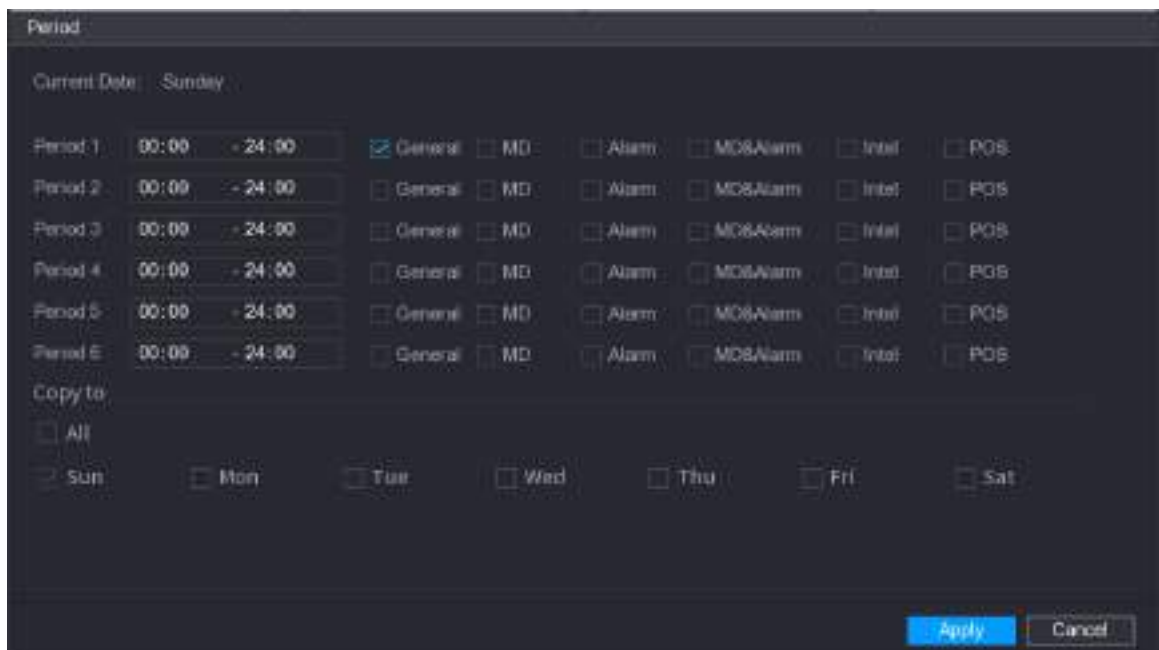 Period
Current Date: Sunday
Period 1 00:00 - 24:00 General MD Alarm MD&Alarm Intel POS
Period 2 00:00 - 24:00 General MD Alarm MD&Alarm Intel POS
Period 3 00:00 - 24:00 General MD Alarm MD&Alarm Intel POS
Period 4 00:00 - 24:00 General MD Alarm MD&Alarm Intel POS
Period 5 00:00 - 24:00 General MD Alarm MD&Alarm Intel POS
Period 6 00:00 - 24:00 General MD Alarm MD&Alarm Intel POS
Copy to
All
Sun Mon Tue Wed Thu Fri Sat
Apply Cancel